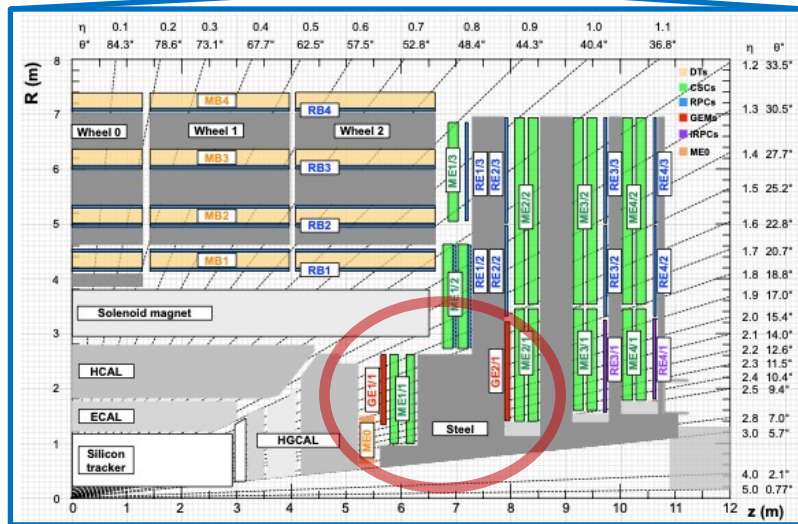 η 0.1 0.2 0.3 0.4 0.5 0.6 0.7 0.8 0.9 1.0 1.1 η θ°
θ° 84.3° 78.6° 73.1° 67.7° 62.5° 57.5° 52.8° 48.4° 44.3° 40.4° 36.8°
R (m)
8
7
6
5
4
3
2
1
0
1.2 33.5°
1.3 30.5°
1.4 27.7°
1.5 25.2°
1.6 22.8°
1.7 20.7°
1.8 18.8°
1.9 17.0°
2.0 15.4°
2.1 14.0°
2.2 12.6°
2.3 11.5°
2.4 10.4°
2.5 9.4°
2.8 7.0°
3.0 5.7°
4.0 2.1°
5.0 0.77°
DTs
CSCs
RPCs
GEMs
iRPCs
ME0
MB4
RB4
Wheel 0
Wheel 1
Wheel 2
MB3
RB3
MB2
RB2
MB1
RB1
Solenoid magnet
HCAL
ECAL
HGCAL
Silicon
tracker
Steel
ME0
GE1/1
ME1/1
ME1/2
ME1/3
RE1/3
RE2/3
RE1/2
RE2/2
GE2/1
ME2/2
ME2/1
ME3/2
ME3/1
RE3/3
RE3/2
RE3/1
ME4/2
ME4/1
RE4/3
RE4/2
RE4/1
0 1 2 3 4 5 6 7 8 9 10 11 12
z (m)